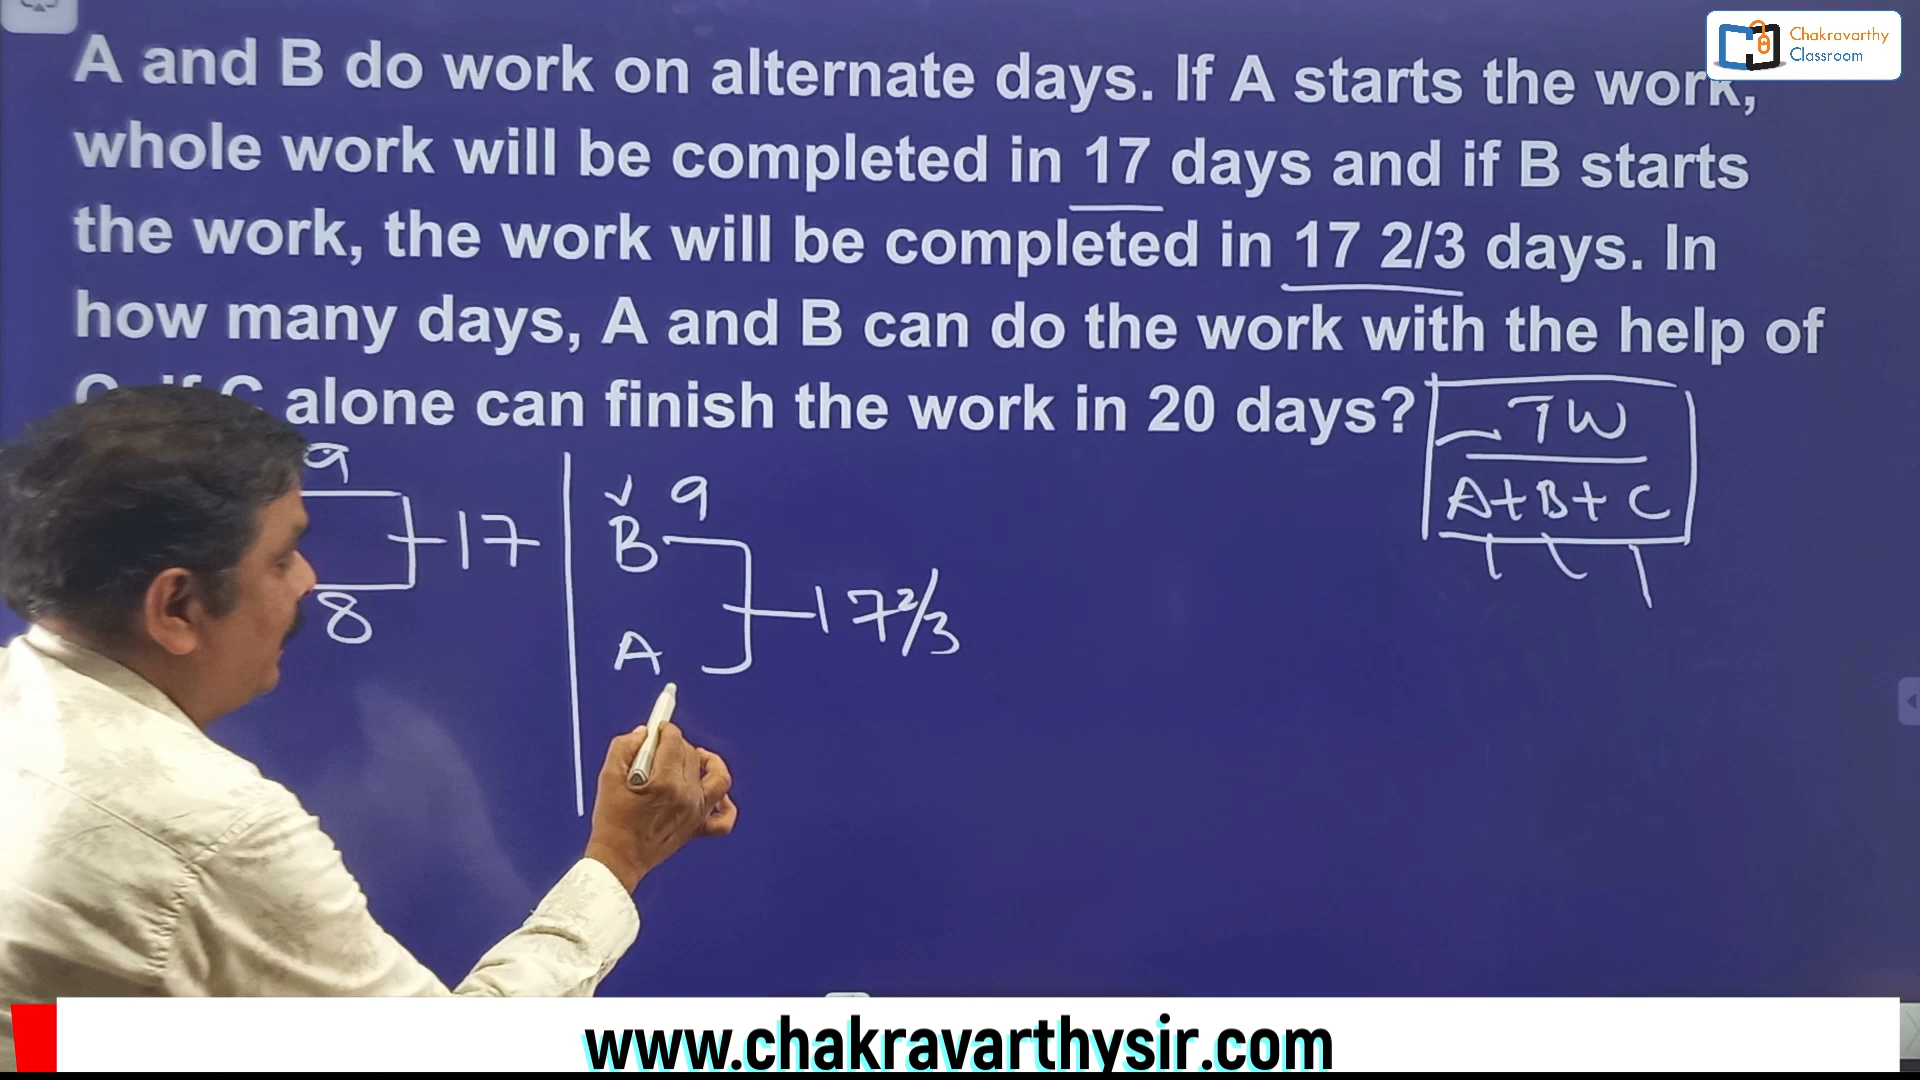 Chakravarthy
Classroom
A and B do work on alternate days. If A starts the work,
whole work will be completed in 17 days and if B starts
the work, the work will be completed in 17 2/3 days. In
how many days, A and B can do the work with the help of
C, if C alone can finish the work in 20 days?
TW
A+B+C
9
17
8
9
B
17 2/3
A
www.chakravarthysir.com